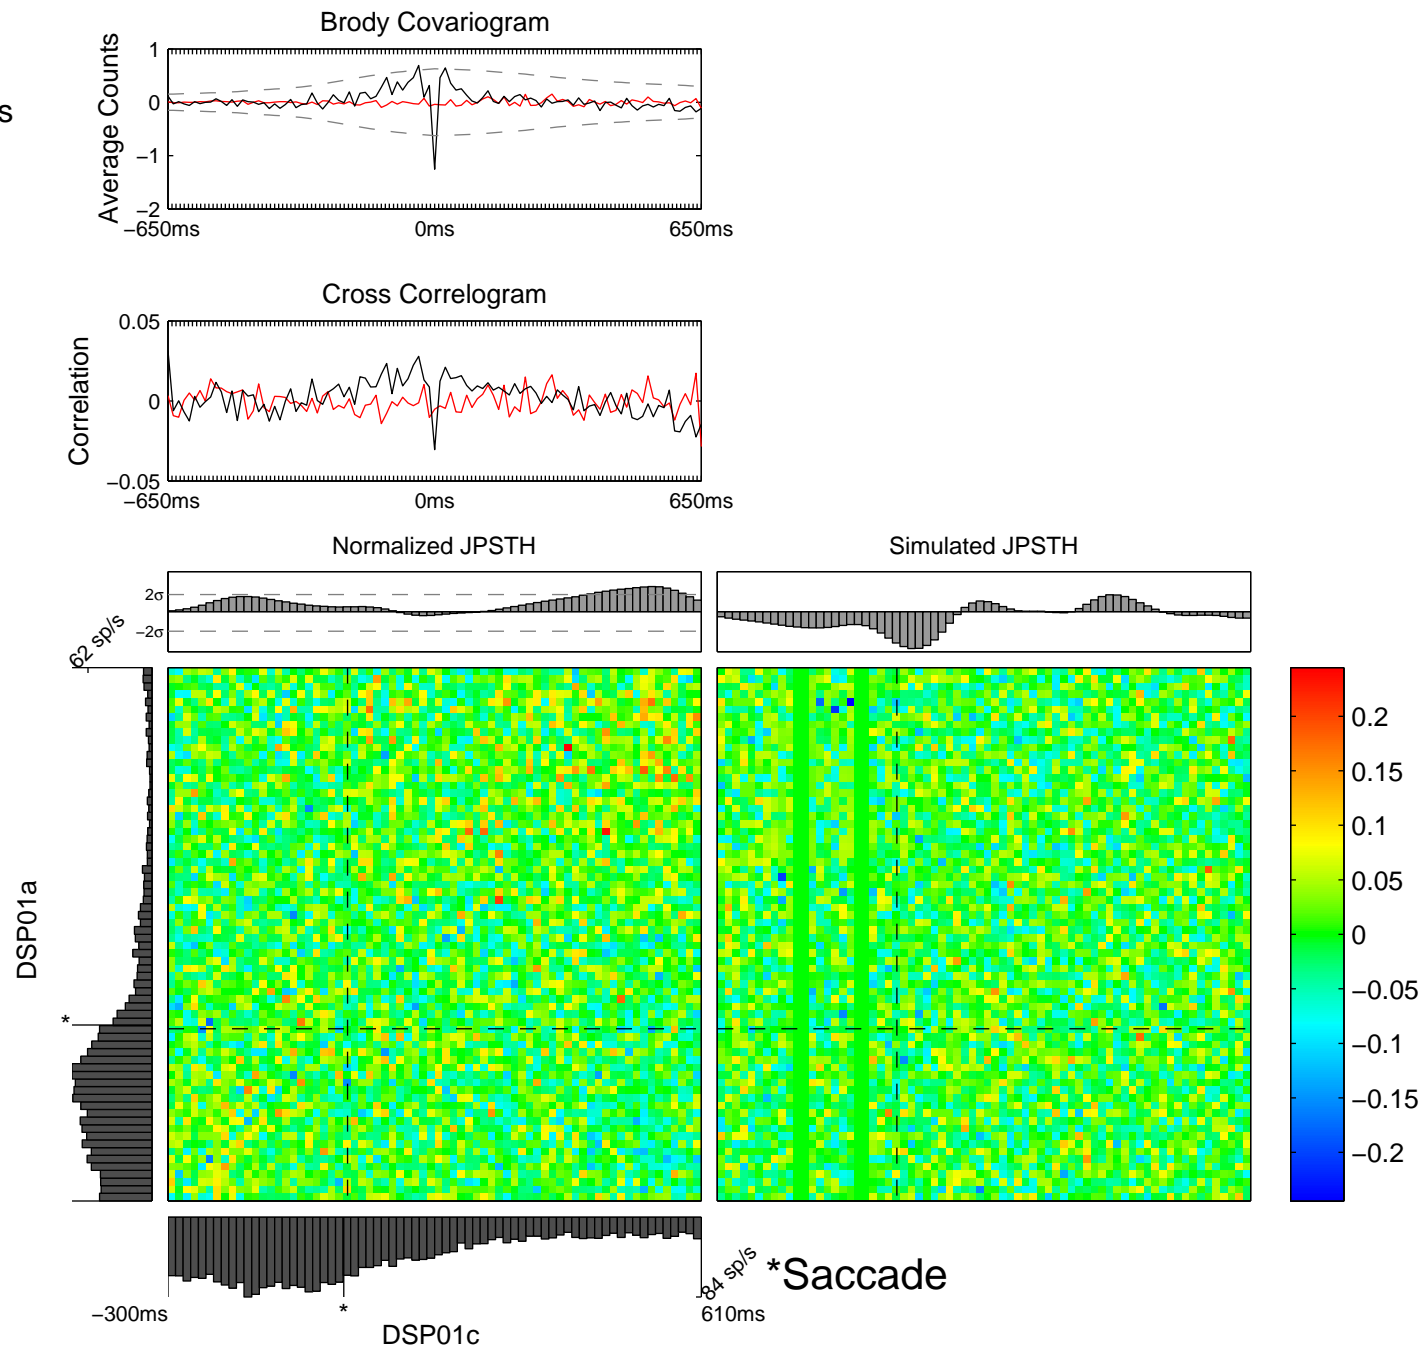 Brody Covariogram
s
Average Counts
1
0
−1
−2
−650ms
0ms
650ms
Cross Correlogram
Correlation
0.05
0
−0.05
−650ms
0ms
650ms
Normalized JPSTH
Simulated JPSTH
2σ
−2σ
62 sp/s
DSP01a
*
0.2
0.15
0.1
0.05
0
−0.05
−0.1
−0.15
−0.2
84 sp/s
*Saccade
−300ms
*
610ms
DSP01c